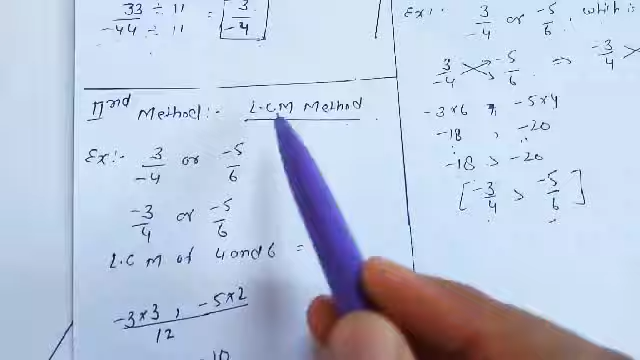 33 ÷ 11
-44 ÷ 11
= 3/-4
IInd Method:- L.C.M Method
Ex:- 3/-4 or -5/6
-3/4 or -5/6
L.C.M of 4 and 6 =
-3×3 , -5×2
12
10
Ex: 3/-4 or -5/6, which is
3/-4 -5/6 ⇒ -3/4
-3×6 , -5×4
-18 , -20
-18 > -20
[-3/4 > -5/6]